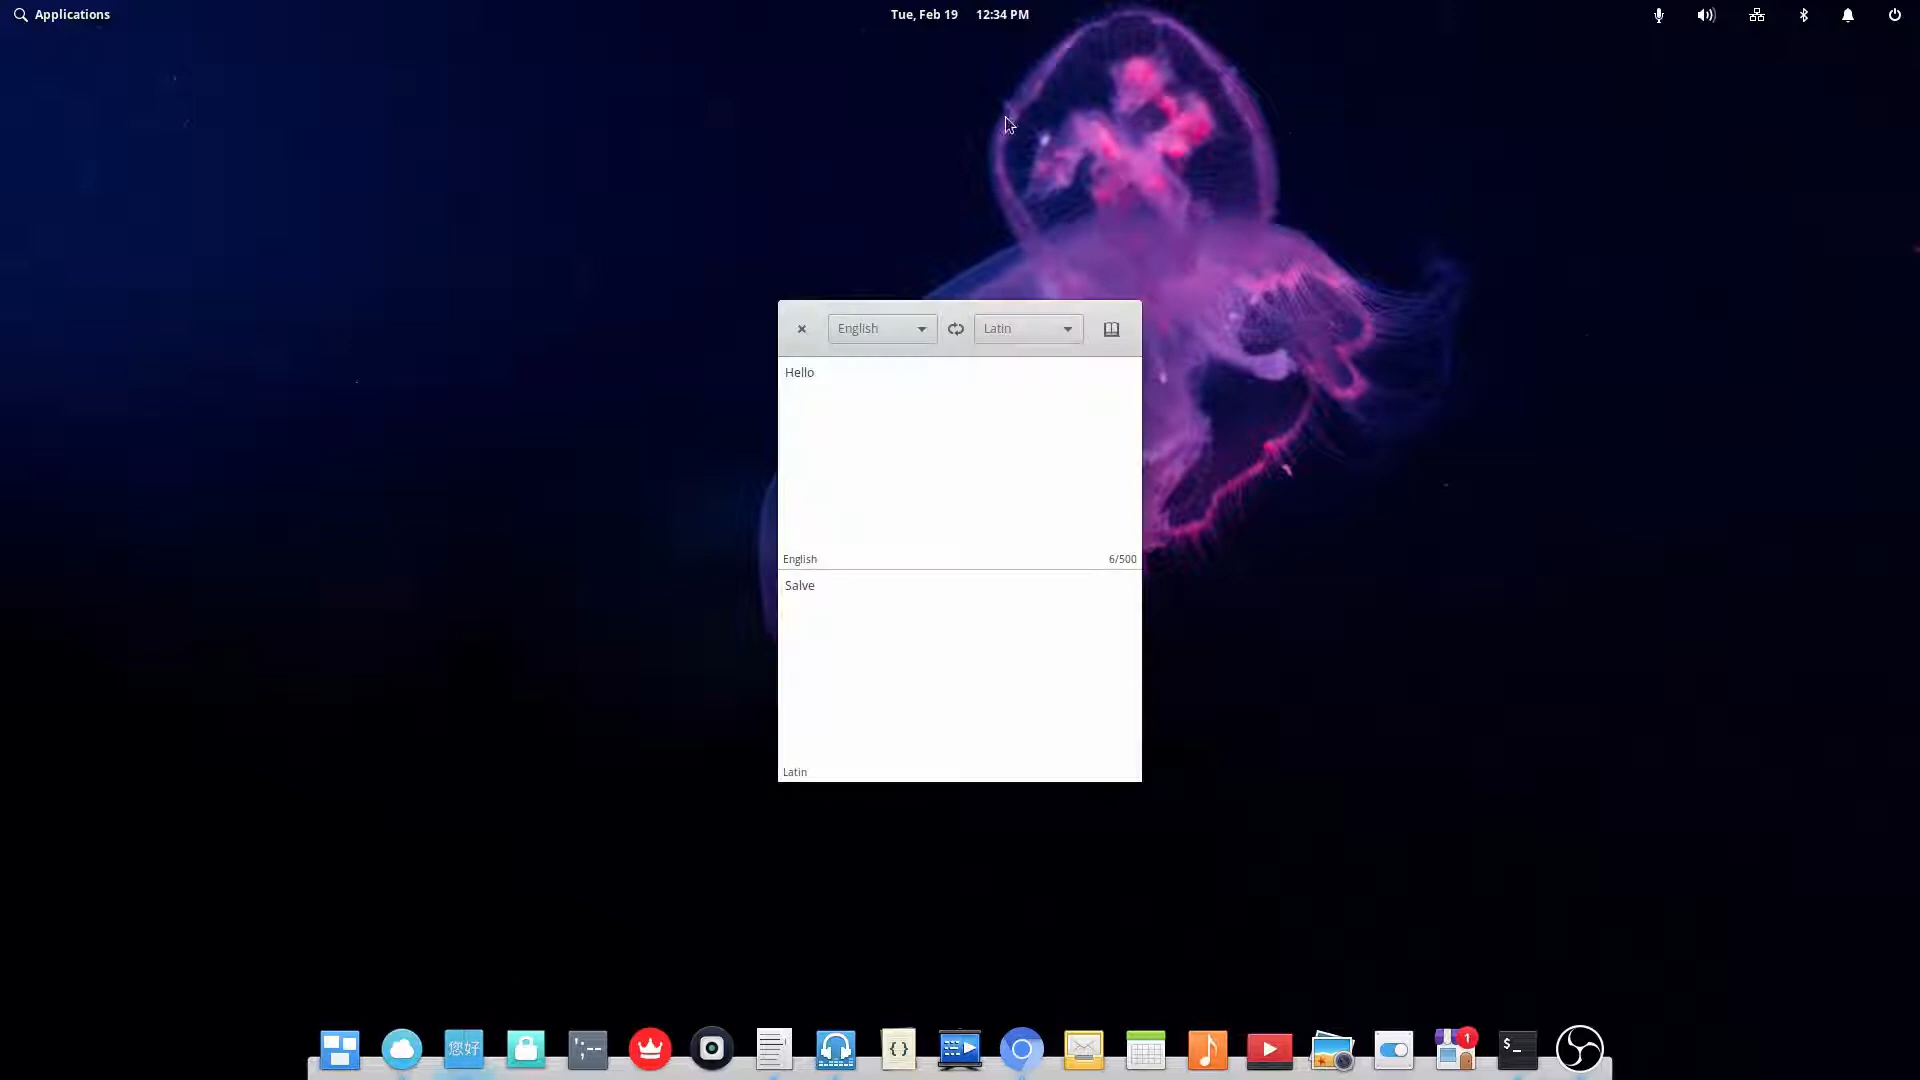 Applications
Tue, Feb 19 12:34 PM
English
Latin
Hello
English
6/500
Salve
Latin
您好
{}
1
$_